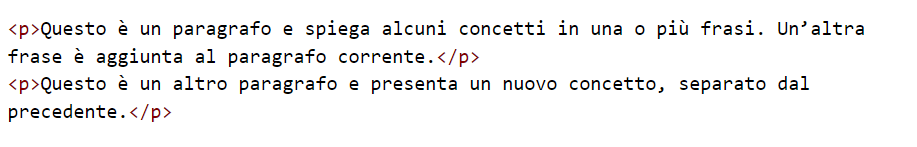 <p>Questo è un paragrafo e spiega alcuni concetti in una o più frasi. Un’altra
frase è aggiunta al paragrafo corrente.</p>
<p>Questo è un altro paragrafo e presenta un nuovo concetto, separato dal
precedente.</p>